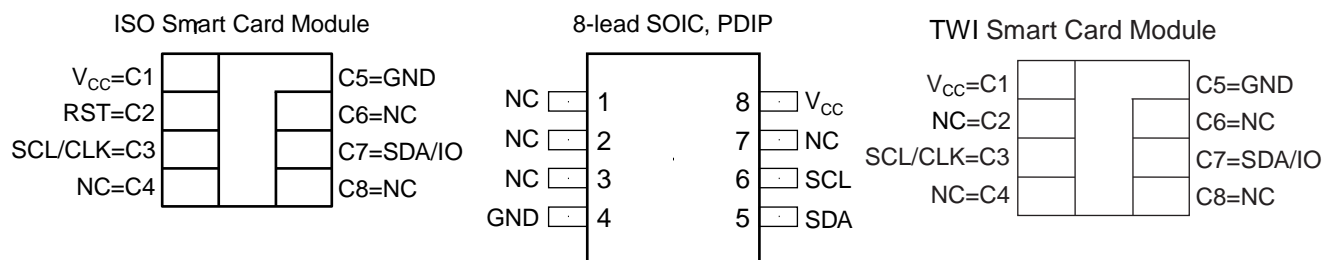 ISO Smart Card Module
VCC=C1
C5=GND
RST=C2
C6=NC
SCL/CLK=C3
C7=SDA/IO
NC=C4
C8=NC
8-lead SOIC, PDIP
NC 1 8 VCC
NC 2 7 NC
NC 3 6 SCL
GND 4 5 SDA
TWI Smart Card Module
VCC=C1
C5=GND
NC=C2
C6=NC
SCL/CLK=C3
C7=SDA/IO
NC=C4
C8=NC